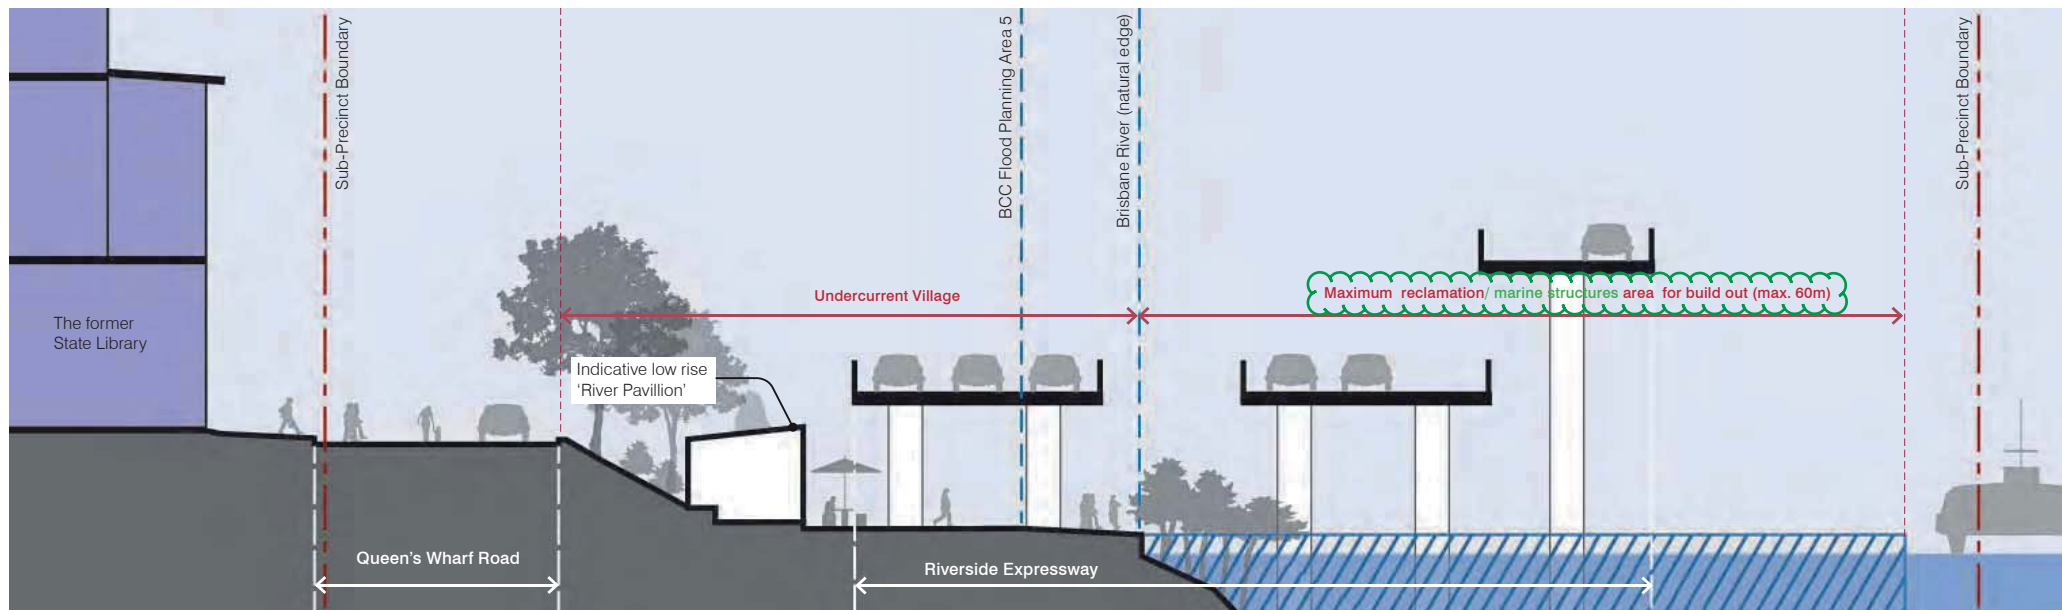 Sub-Precinct Boundary
BCC Flood Planning Area 5
Brisbane River (natural edge)
Sub-Precinct Boundary
Undercurrent Village
Maximum reclamation/ marine structures area for build out (max. 60m)
The former
State Library
Indicative low rise
‘River Pavillion’
Queen’s Wharf Road
Riverside Expressway